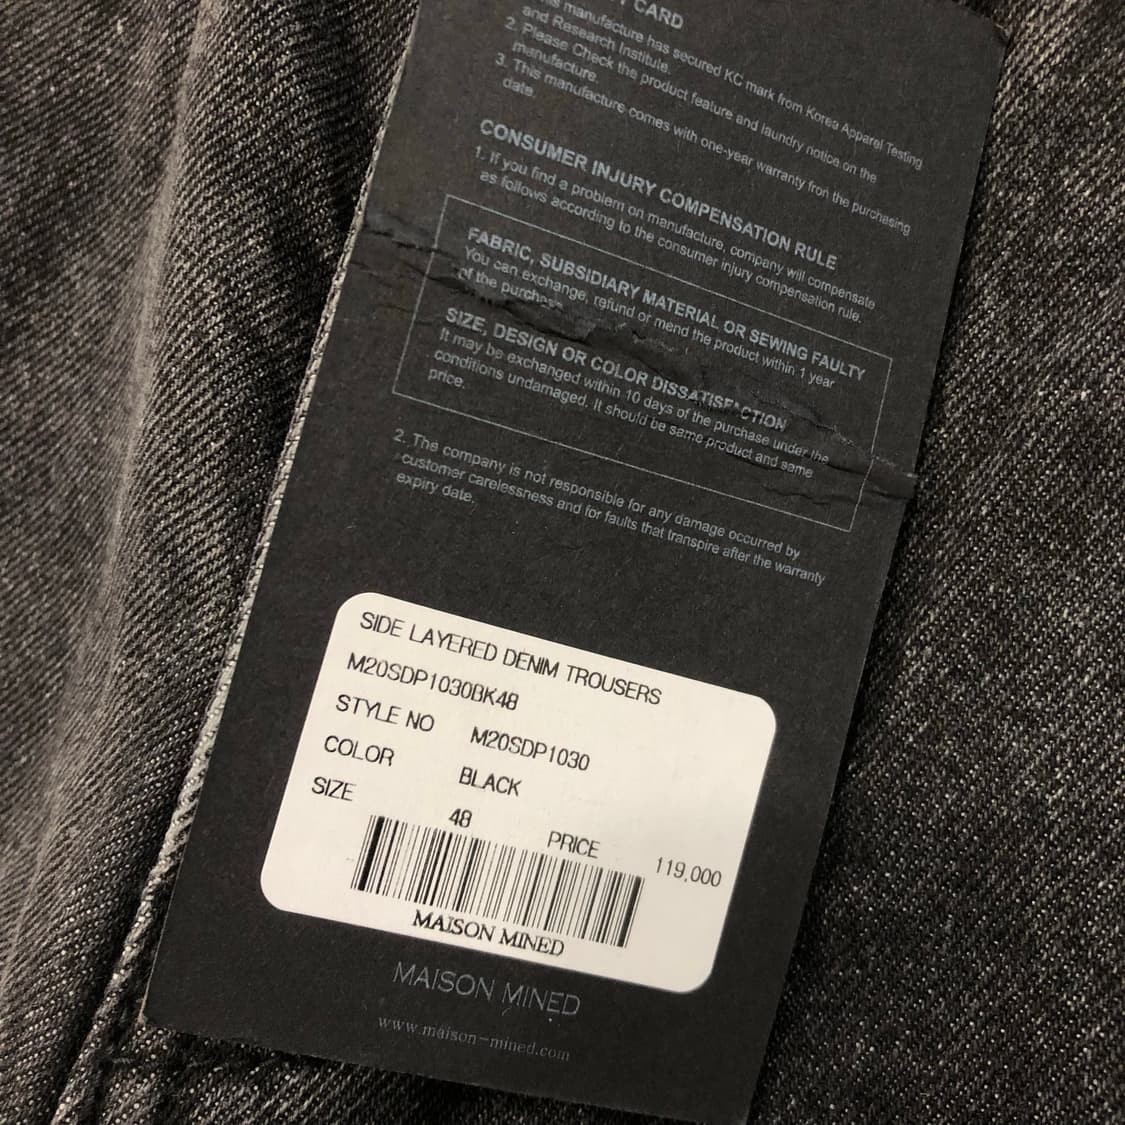 CARD
manufacture has secured KC mark from Korea Apparel Testing
and Research Institute.
2. Please Check the product feature and laundry notice on the
manufacture.
3. This manufacture comes with one-year warranty fron the purchasing
date.
CONSUMER INJURY COMPENSATION RULE
1. If you find a problem on manufacture, company will compensate
as follows according to the consumer injury compensation rule.
FABRIC, SUBSIDIARY MATERIAL OR SEWING FAULTY
You can exchange, refund or mend the product within 1 year
of the purchase.
SIZE, DESIGN OR COLOR DISSATISFACTION
It may be exchanged within 10 days of the purchase under the
conditions undamaged. It should be same product and same
price.
2. The company is not responsible for any damage occurred by
customer carelessness and for faults that transpire after the warranty
expiry date.
SIDE LAYERED DENIM TROUSERS
M20SDP1030BK48
STYLE NO M20SDP1030
COLOR BLACK
SIZE 48
PRICE 119,000
MAISON MINED
MAISON MINED
www.maison-mined.com